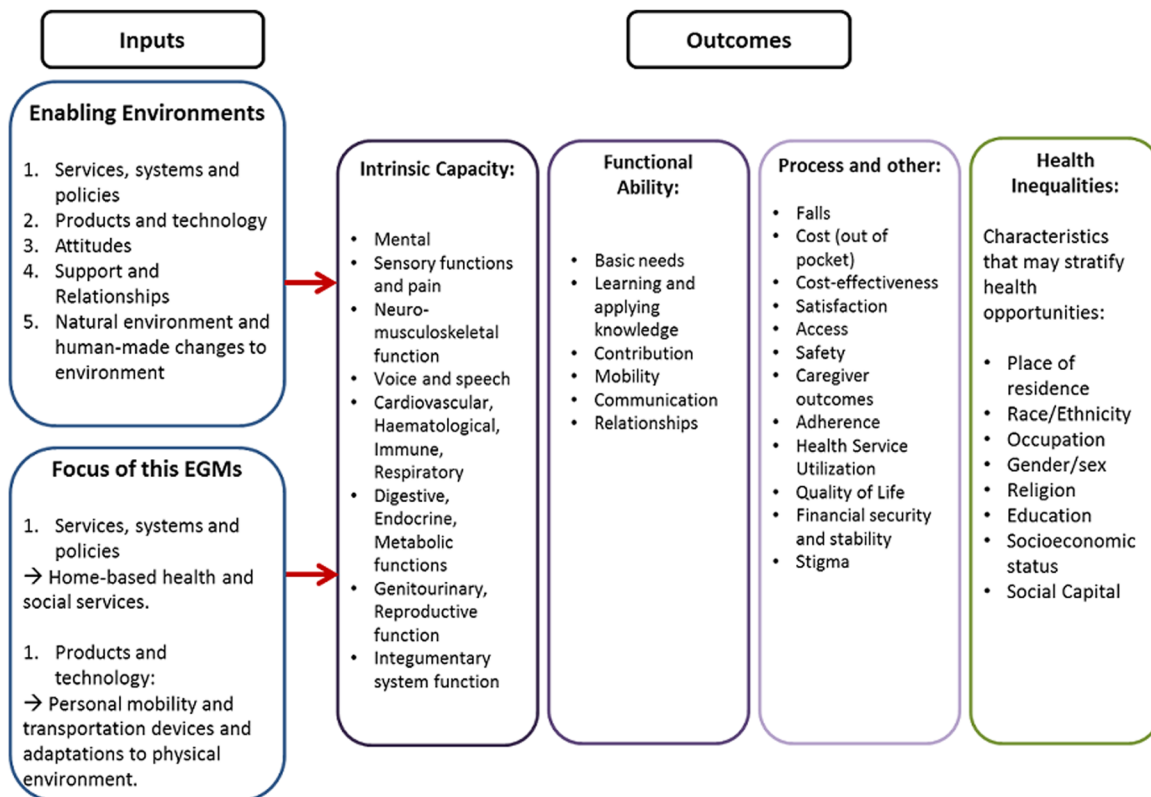 Inputs
Outcomes
Enabling Environments
1. Services, systems and
policies
2. Products and technology
3. Attitudes
4. Support and
Relationships
5. Natural environment and
human-made changes to
environment
Focus of this EGMs
1. Services, systems and
policies
→ Home-based health and
social services.
1. Products and
technology:
→ Personal mobility and
transportation devices and
adaptations to physical
environment.
Intrinsic Capacity:
• Mental
• Sensory functions
and pain
• Neuro-
musculoskeletal
function
• Voice and speech
• Cardiovascular,
Haematological,
Immune,
Respiratory
• Digestive,
Endocrine,
Metabolic
functions
• Genitourinary,
Reproductive
function
• Integumentary
system function
Functional
Ability:
• Basic needs
• Learning and
applying
knowledge
• Contribution
• Mobility
• Communication
• Relationships
Process and other:
• Falls
• Cost (out of
pocket)
• Cost-effectiveness
• Satisfaction
• Access
• Safety
• Caregiver
outcomes
• Adherence
• Health Service
Utilization
• Quality of Life
• Financial security
and stability
• Stigma
Health
Inequalities:
Characteristics
that may stratify
health
opportunities:
• Place of
residence
• Race/Ethnicity
• Occupation
• Gender/sex
• Religion
• Education
• Socioeconomic
status
• Social Capital